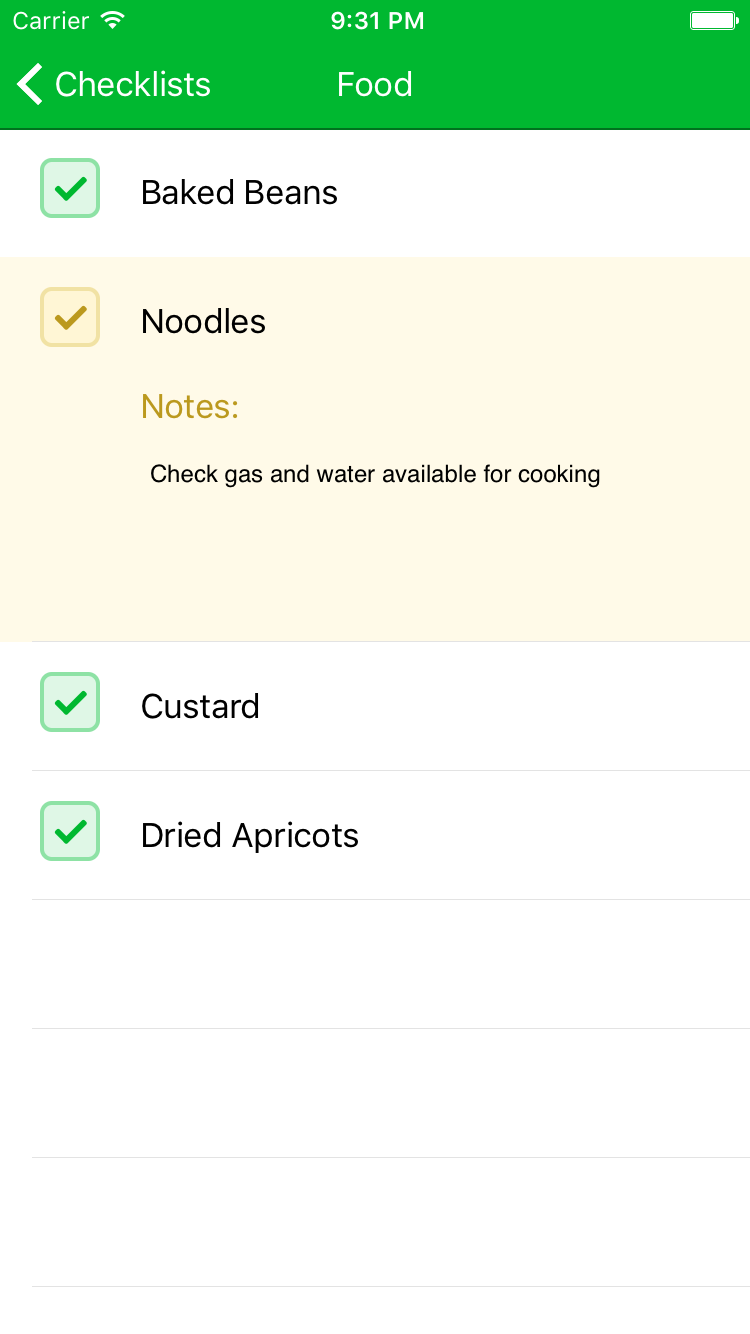 Carrier 9:31 PM
Checklists Food
Baked Beans
Noodles
Notes:
Check gas and water available for cooking
Custard
Dried Apricots